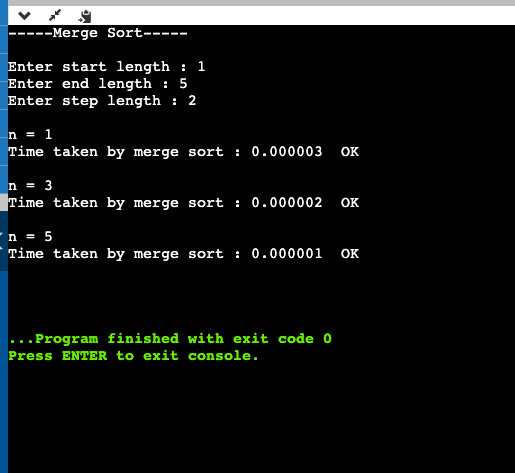 -----Merge Sort-----
Enter start length : 1
Enter end length : 5
Enter step length : 2
n = 1
Time taken by merge sort : 0.000003  OK
n = 3
Time taken by merge sort : 0.000002  OK
n = 5
Time taken by merge sort : 0.000001  OK
...Program finished with exit code 0
Press ENTER to exit console.